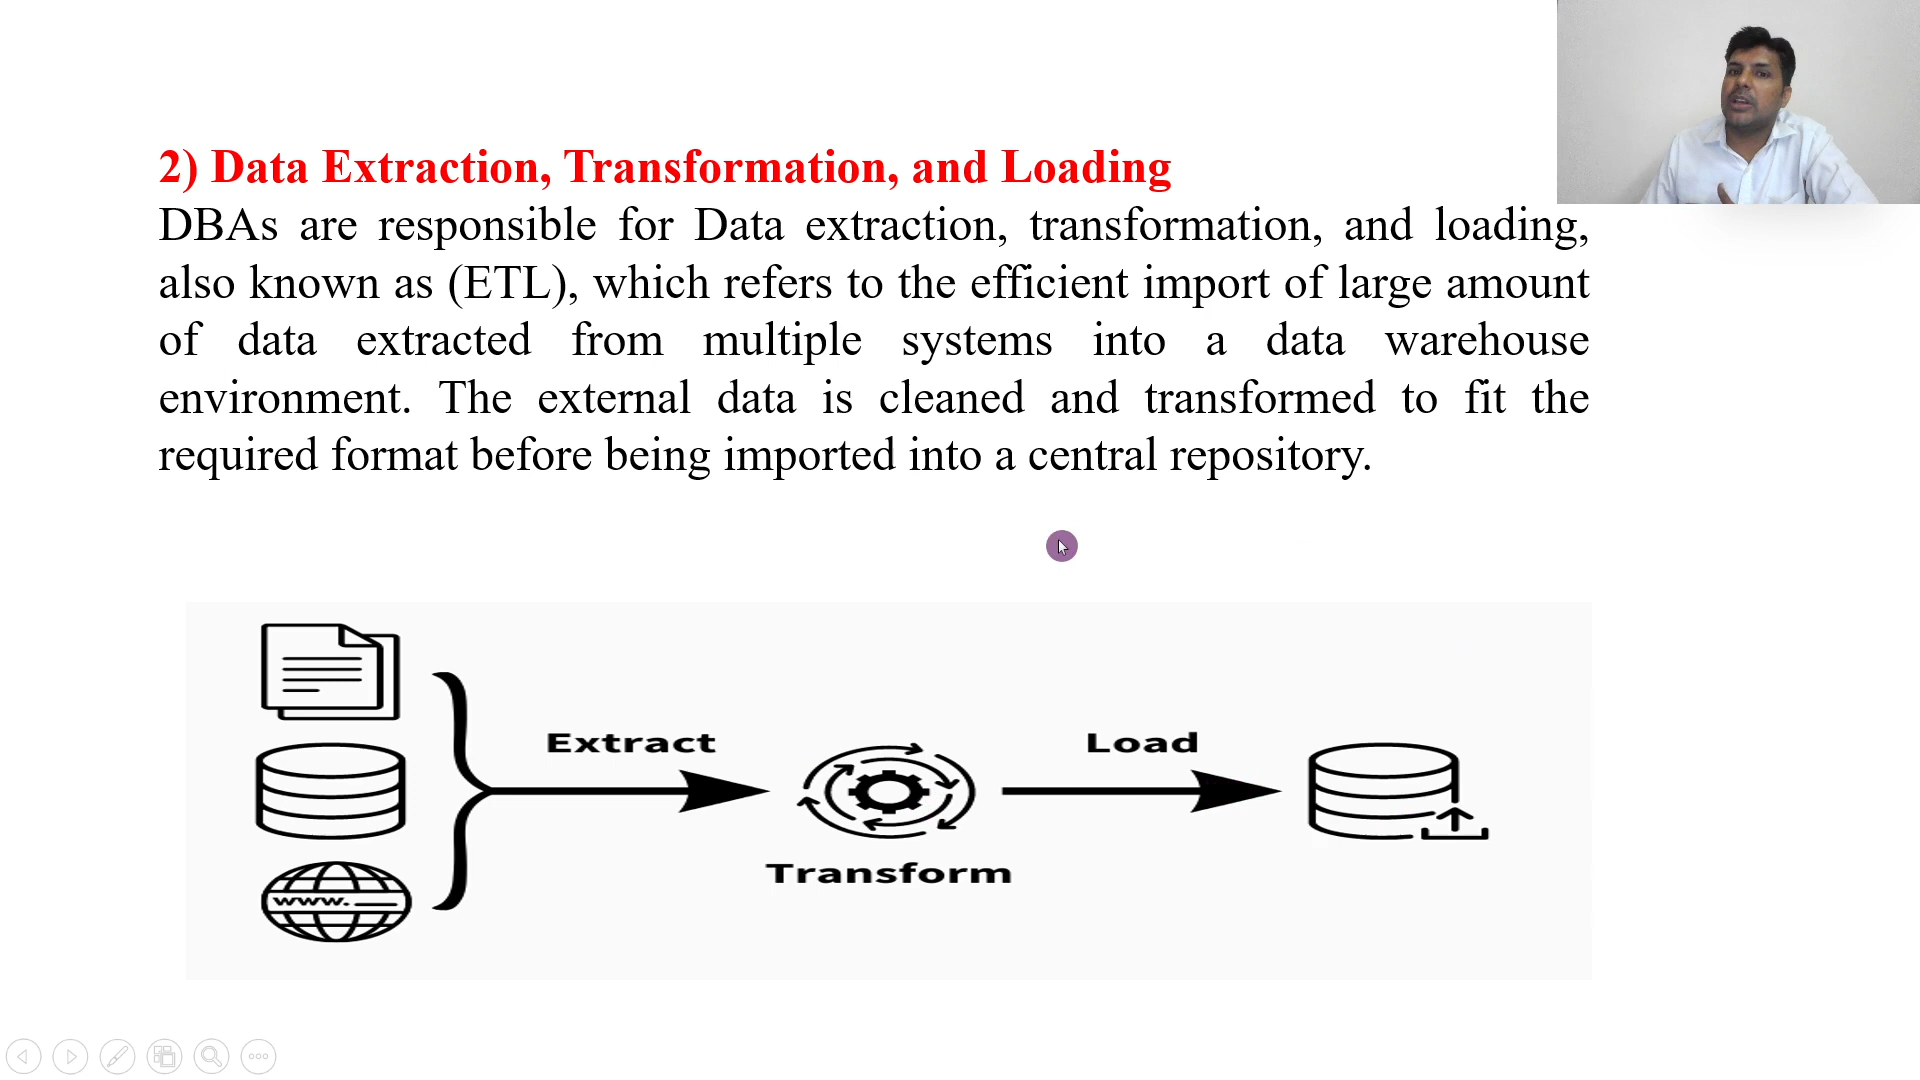 2) Data Extraction, Transformation, and Loading
DBAs are responsible for Data extraction, transformation, and loading,
also known as (ETL), which refers to the efficient import of large amount
of data extracted from multiple systems into a data warehouse
environment. The external data is cleaned and transformed to fit the
required format before being imported into a central repository.
Extract
Load
Transform
www.